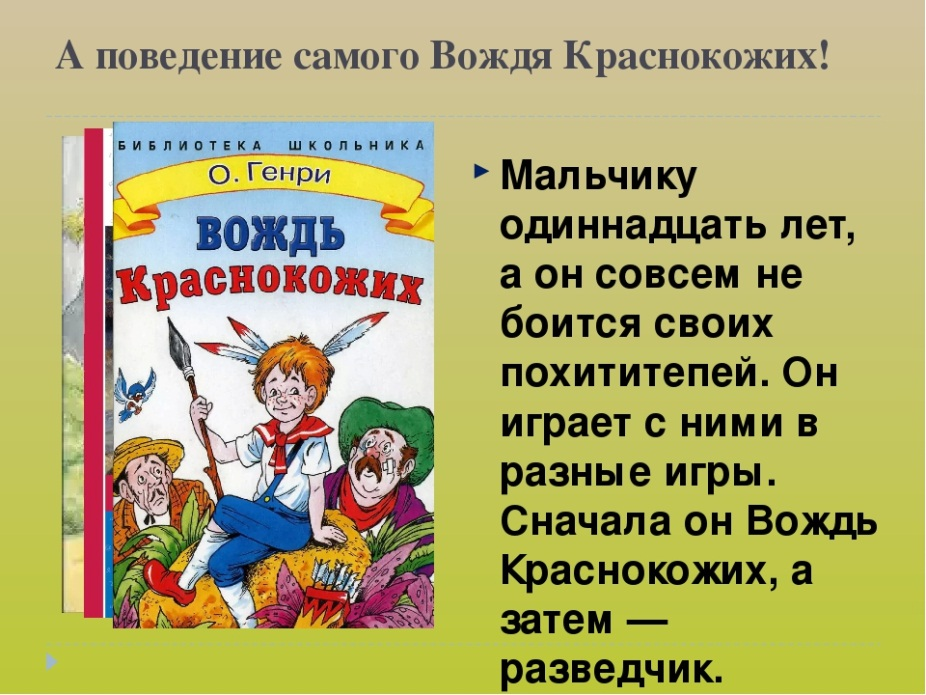 А поведение самого Вождя Краснокожих!
БИБЛИОТЕКА ШКОЛЬНИКА
О. Генри
ВОЖДЬ
Краснокожих
Мальчику
одиннадцать лет,
а он совсем не
боится своих
похититепей. Он
играет с ними в
разные игры.
Сначала он Вождь
Краснокожих, а
затем —
разведчик.